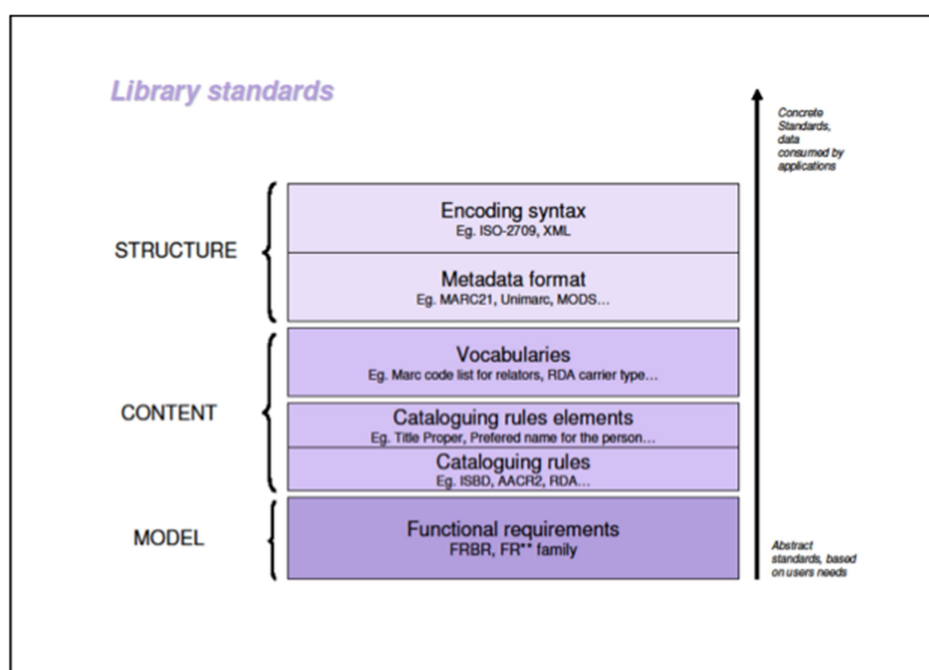 Library standards
Concrete
Standards,
data
consumed by
applications
STRUCTURE
Encoding syntax
Eg. ISO-2709, XML
Metadata format
Eg. MARC21, Unimarc, MODS...
CONTENT
Vocabularies
Eg. Marc code list for relators, RDA carrier type...
Cataloguing rules elements
Eg. Title Proper, Prefered name for the person...
Cataloguing rules
Eg. ISBD, AACR2, RDA...
MODEL
Functional requirements
FRBR, FR** family
Abstract
standards, based
on users needs